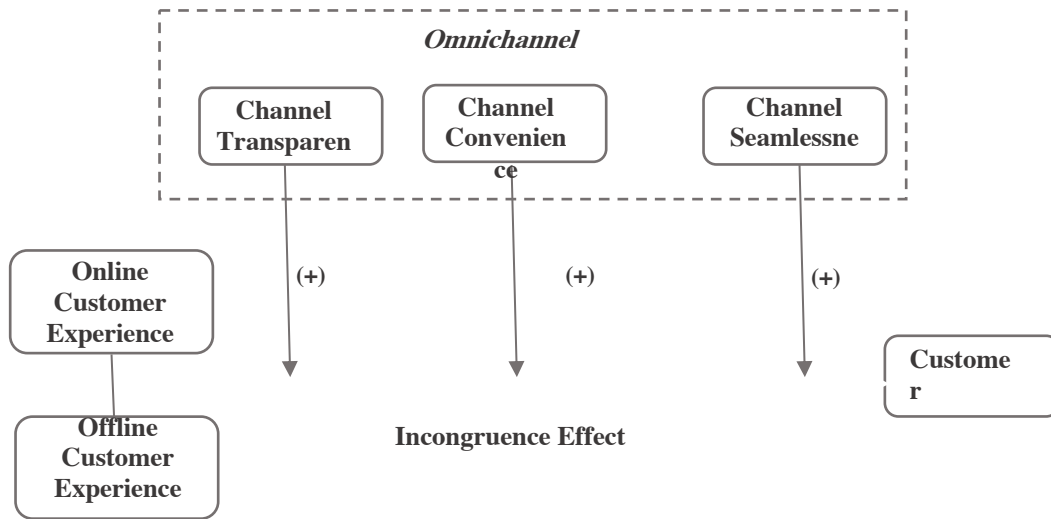 Omnichannel
Channel
Transparen
Channel
Convenien
ce
Channel
Seamlessne
(+)
(+)
(+)
Online
Customer
Experience
Offline
Customer
Experience
Incongruence Effect
Custome
r